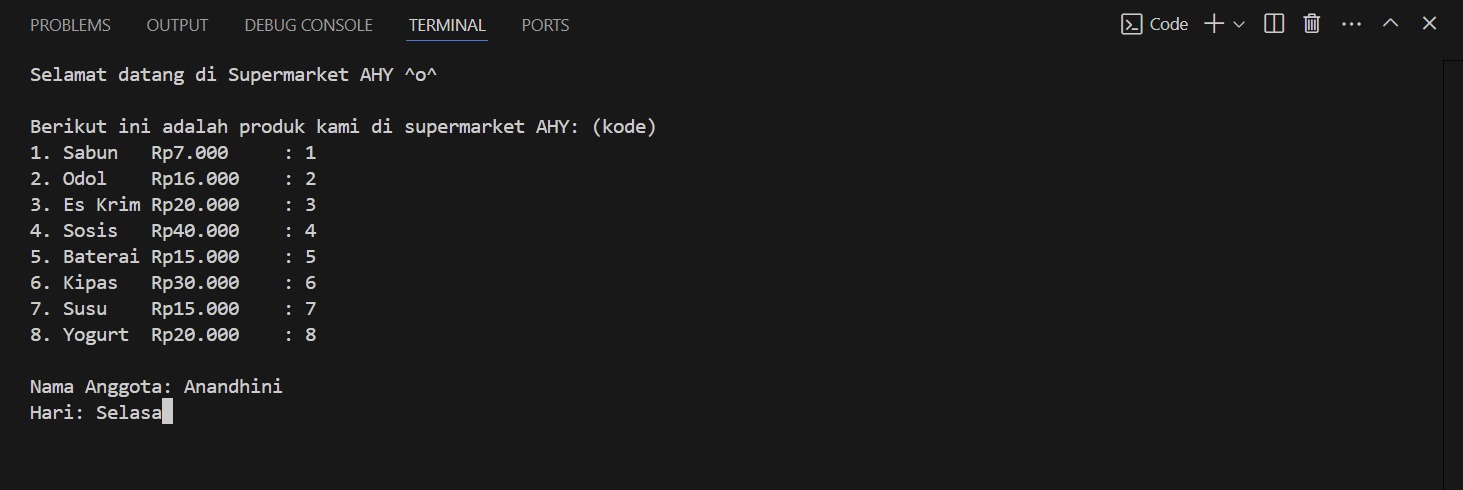 PROBLEMS OUTPUT DEBUG CONSOLE TERMINAL PORTS Code
Selamat datang di Supermarket AHY ^o^
Berikut ini adalah produk kami di supermarket AHY: (kode)
1. Sabun   Rp7.000     : 1
2. Odol    Rp16.000    : 2
3. Es Krim Rp20.000    : 3
4. Sosis   Rp40.000    : 4
5. Baterai Rp15.000    : 5
6. Kipas   Rp30.000    : 6
7. Susu    Rp15.000    : 7
8. Yogurt  Rp20.000    : 8
Nama Anggota: Anandhini
Hari: Selasa